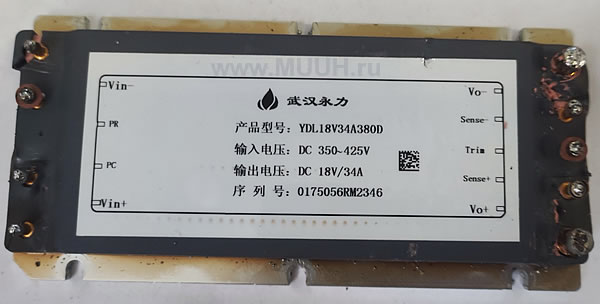 www.MUUH.ru
武汉永力
产品型号: YDL18V34A380D
输入电压: DC 350~425V
输出电压: DC 18V/34A
序 列 号: 0175056RM2346
Vin-
PR
PC
Vin+
Vo-
Sense-
Trim
Sense+
Vo+